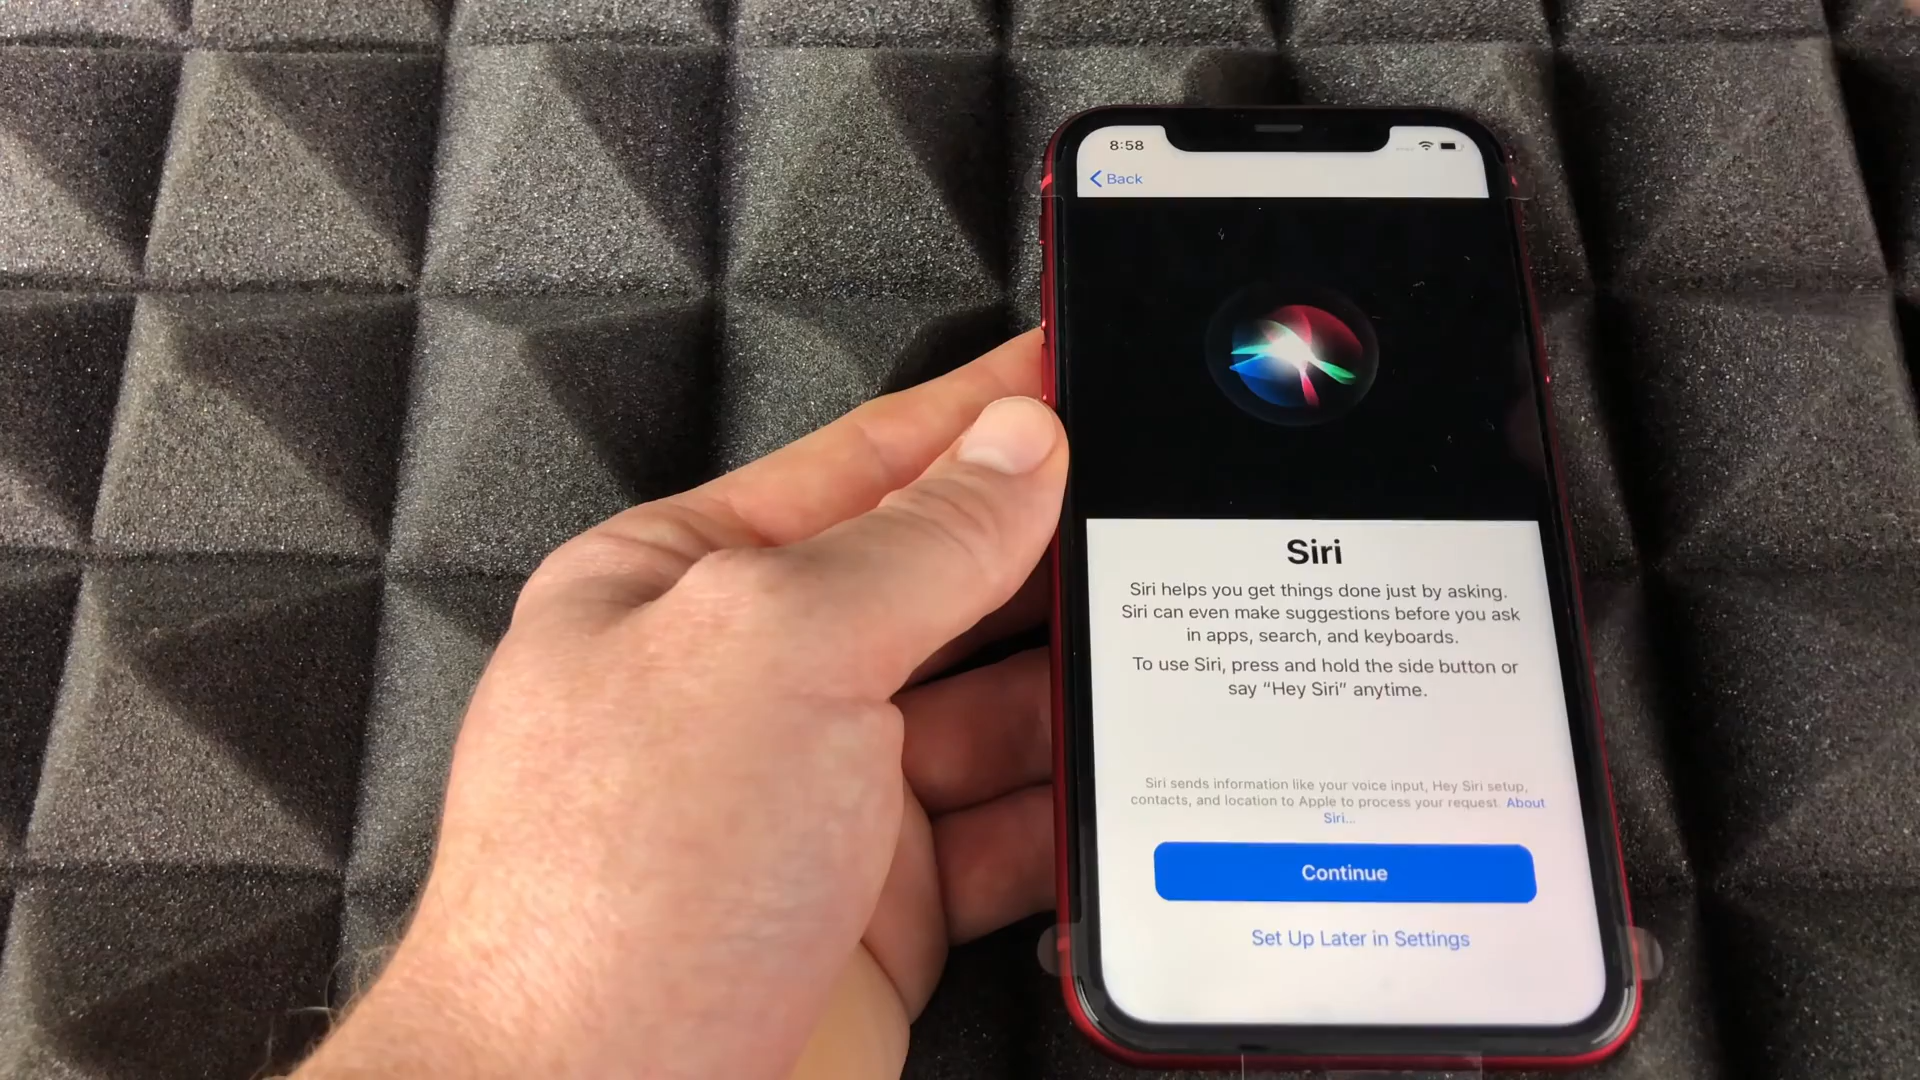 8:58
Back
Siri
Siri helps you get things done just by asking.
Siri can even make suggestions before you ask
in apps, search, and keyboards.
To use Siri, press and hold the side button or
say “Hey Siri” anytime.
Siri sends information like your voice input, Hey Siri setup,
contacts, and location to Apple to process your request. About
Siri...
Continue
Set Up Later in Settings